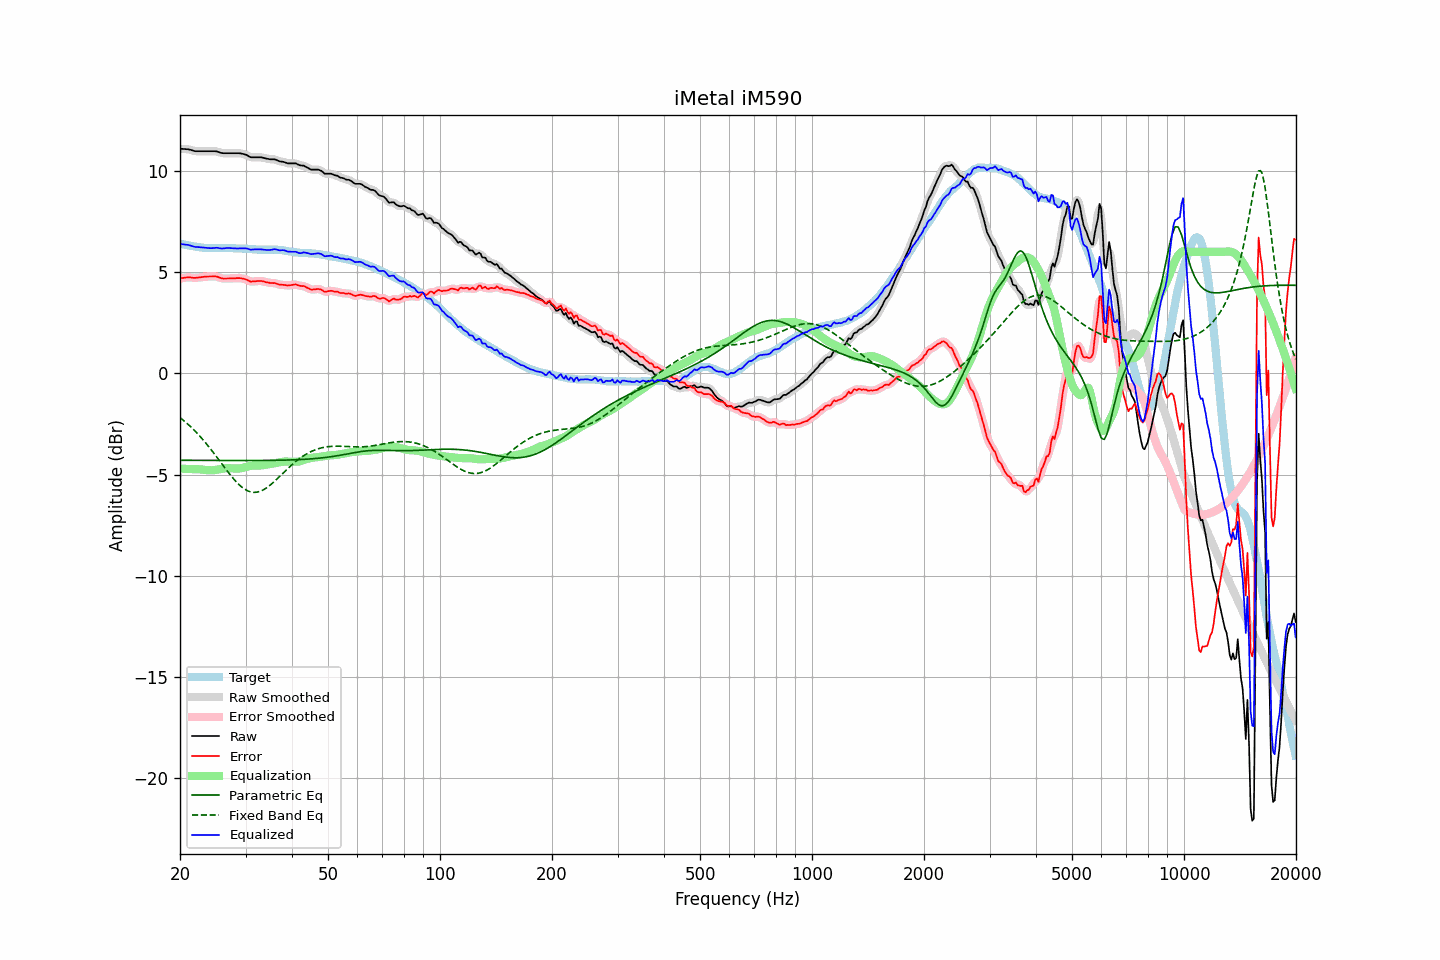 iMetal iM590
Amplitude (dBr)
10
5
0
−5
−10
−15
−20
Target
Raw Smoothed
Error Smoothed
Raw
Error
Equalization
Parametric Eq
Fixed Band Eq
Equalized
20 50 100 200 500 1000 2000 5000 10000 20000
Frequency (Hz)